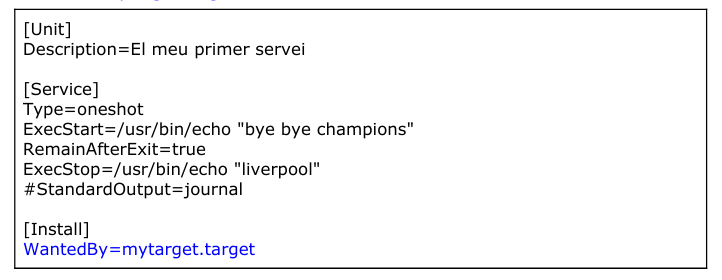 [Unit]
Description=El meu primer servei
[Service]
Type=oneshot
ExecStart=/usr/bin/echo "bye bye champions"
RemainAfterExit=true
ExecStop=/usr/bin/echo "liverpool"
#StandardOutput=journal
[Install]
WantedBy=mytarget.target